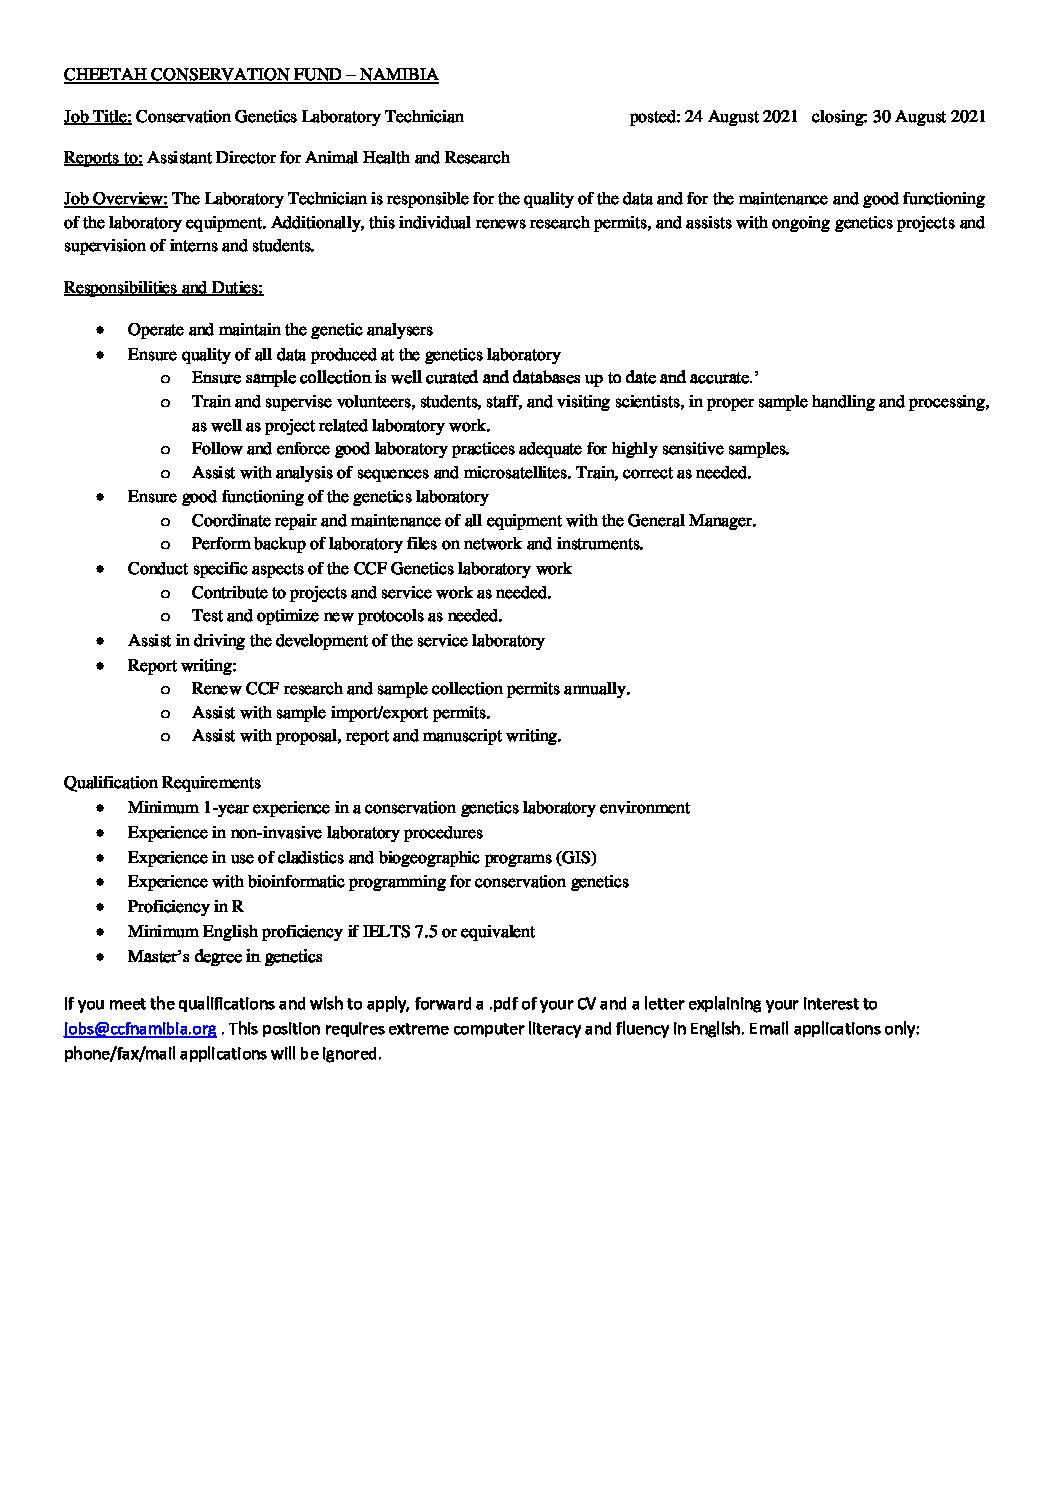 CHEETAH CONSERVATION FUND – NAMIBIA
Job Title: Conservation Genetics Laboratory Technician posted: 24 August 2021 closing: 30 August 2021
Reports to: Assistant Director for Animal Health and Research
Job Overview: The Laboratory Technician is responsible for the quality of the data and for the maintenance and good functioning
of the laboratory equipment. Additionally, this individual renews research permits, and assists with ongoing genetics projects and
supervision of interns and students.
Responsibilities and Duties:
• Operate and maintain the genetic analysers
• Ensure quality of all data produced at the genetics laboratory
o Ensure sample collection is well curated and databases up to date and accurate.’
o Train and supervise volunteers, students, staff, and visiting scientists, in proper sample handling and processing,
as well as project related laboratory work.
o Follow and enforce good laboratory practices adequate for highly sensitive samples.
o Assist with analysis of sequences and microsatellites. Train, correct as needed.
• Ensure good functioning of the genetics laboratory
o Coordinate repair and maintenance of all equipment with the General Manager.
o Perform backup of laboratory files on network and instruments.
• Conduct specific aspects of the CCF Genetics laboratory work
o Contribute to projects and service work as needed.
o Test and optimize new protocols as needed.
• Assist in driving the development of the service laboratory
• Report writing:
o Renew CCF research and sample collection permits annually.
o Assist with sample import/export permits.
o Assist with proposal, report and manuscript writing.
Qualification Requirements
• Minimum 1-year experience in a conservation genetics laboratory environment
• Experience in non-invasive laboratory procedures
• Experience in use of cladistics and biogeographic programs (GIS)
• Experience with bioinformatic programming for conservation genetics
• Proficiency in R
• Minimum English proficiency if IELTS 7.5 or equivalent
• Master’s degree in genetics
If you meet the qualifications and wish to apply, forward a .pdf of your CV and a letter explaining your interest to
jobs@ccfnamibia.org . This position requires extreme computer literacy and fluency in English. Email applications only:
phone/fax/mail applications will be ignored.